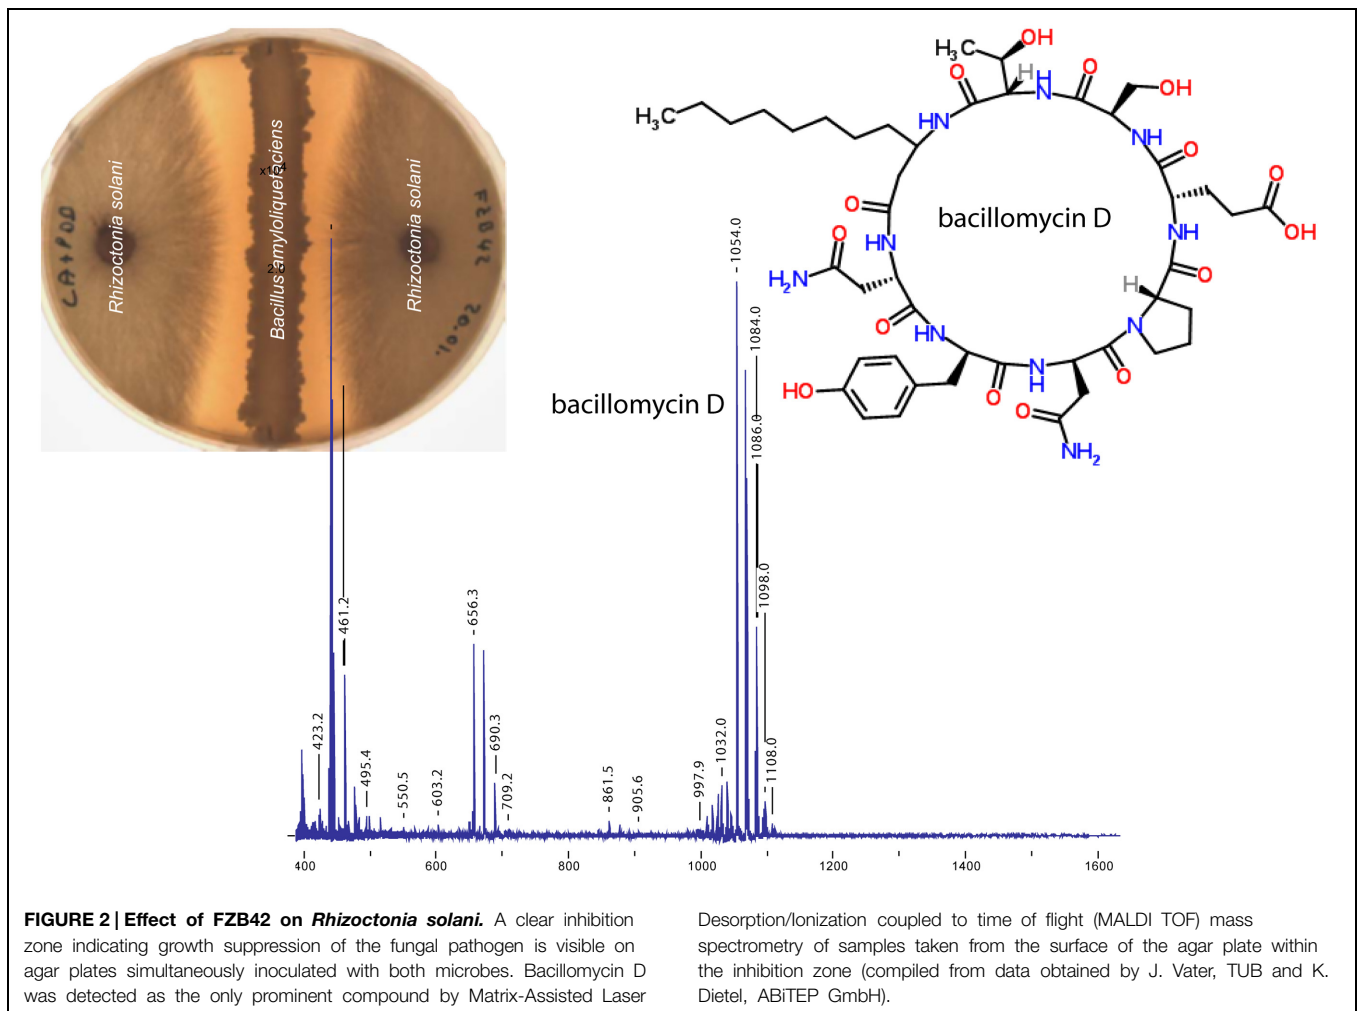 CA+PDD
Rhizoctonia solani
x10^4
Bacillus amyloliquefaciens
2.0
Rhizoctonia solani
FZB42
20.01.
H3C
OH
H
H
N
O
O
OH
H3C
HN
NH
O
O
O
OH
HN
bacillomycin D
NH
O
H2N
O
H
N
O
HN
O
HO
O
N
H
O
O
NH2
bacillomycin D
423.2
461.2
495.4
550.5
603.2
656.3
690.3
709.2
861.5
905.6
997.9
1032.0
1054.0
1084.0
1086.0
1098.0
1108.0
400 600 800 1000 1200 1400 1600
FIGURE 2 | Effect of FZB42 on Rhizoctonia solani. A clear inhibition
zone indicating growth suppression of the fungal pathogen is visible on
agar plates simultaneously inoculated with both microbes. Bacillomycin D
was detected as the only prominent compound by Matrix-Assisted Laser
Desorption/Ionization coupled to time of flight (MALDI TOF) mass
spectrometry of samples taken from the surface of the agar plate within
the inhibition zone (compiled from data obtained by J. Vater, TUB and K.
Dietel, ABiTEP GmbH).